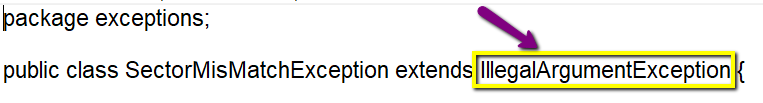 package exceptions;
public class SectorMisMatchException extends IllegalArgumentException {